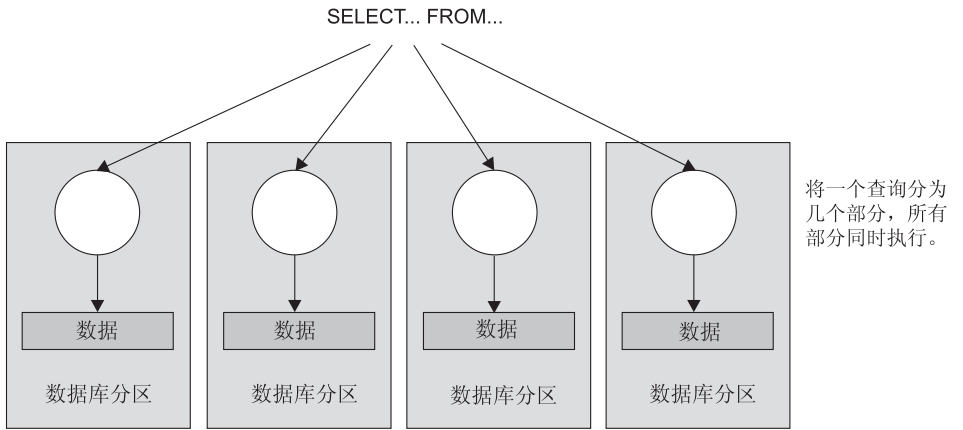 SELECT... FROM...
将一个查询分为
几个部分，所有
部分同时执行。
数据
数据
数据
数据
数据库分区
数据库分区
数据库分区
数据库分区